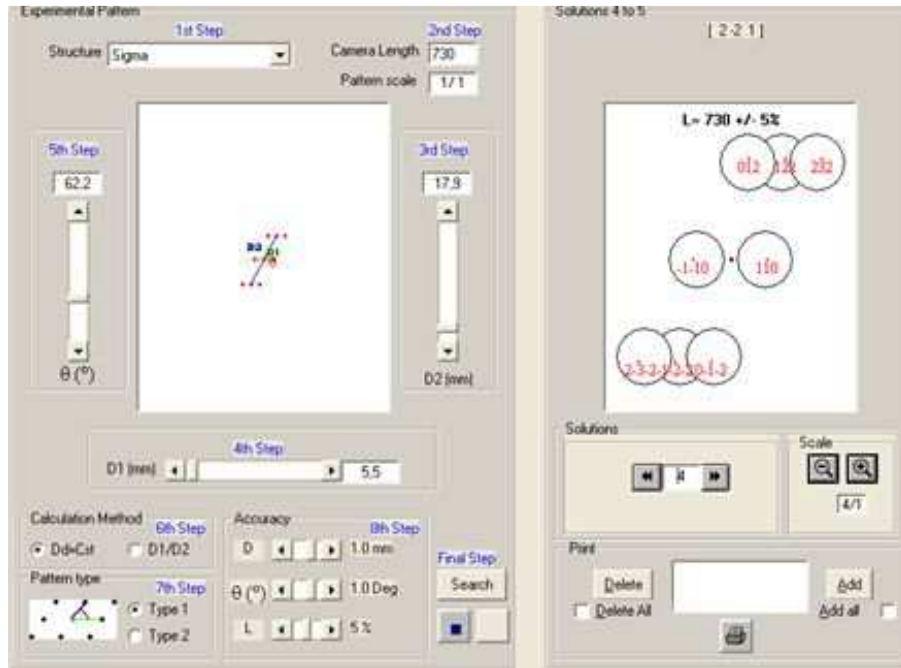 Experimental Pattern
1st Step
Structure Sigma
2nd Step
Camera Length 730
Pattern scale 1/1
5th Step
62.2
θ (º)
D2
D1
3rd Step
17.9
D2 (mm)
4th Step
D1 (mm) 5.5
Calculation Method
6th Step
Dd=Cst D1/D2
Pattern type
7th Step
Type 1
Type 2
Accuracy
8th Step
D 1.0 mm
θ (º) 1.0 Deg
L 5 %
Final Step
Search
Solutions 4 to 5
[ 2 -2 1 ]
L= 730 +/- 5%
012 232
-1-10 110
Solutions
4
Scale
4/1
Print
Delete
Delete All
Add
Add all